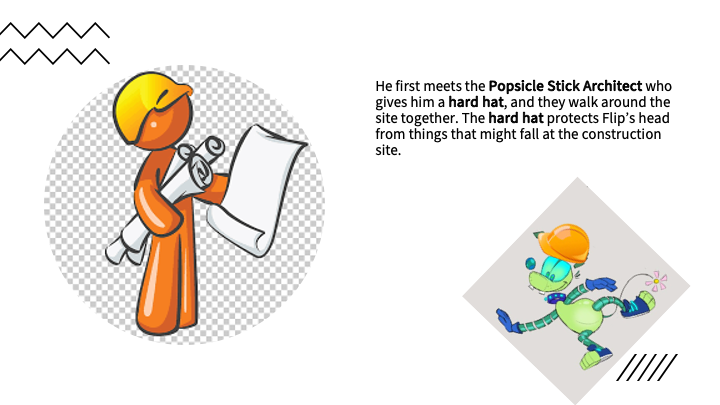 He first meets the Popsicle Stick Architect who
gives him a hard hat, and they walk around the
site together. The hard hat protects Flip’s head
from things that might fall at the construction
site.